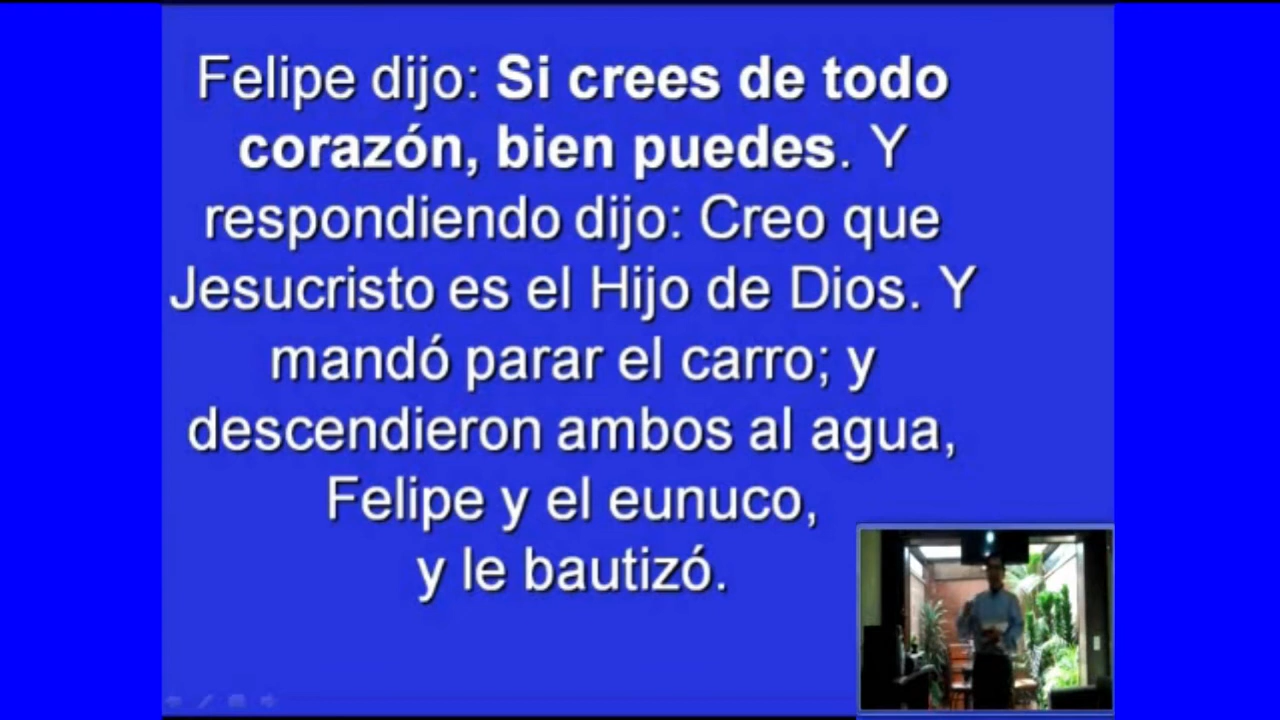 Felipe dijo: Si crees de todo
corazón, bien puedes. Y
respondiendo dijo: Creo que
Jesucristo es el Hijo de Dios. Y
mandó parar el carro; y
descendieron ambos al agua,
Felipe y el eunuco,
y le bautizó.